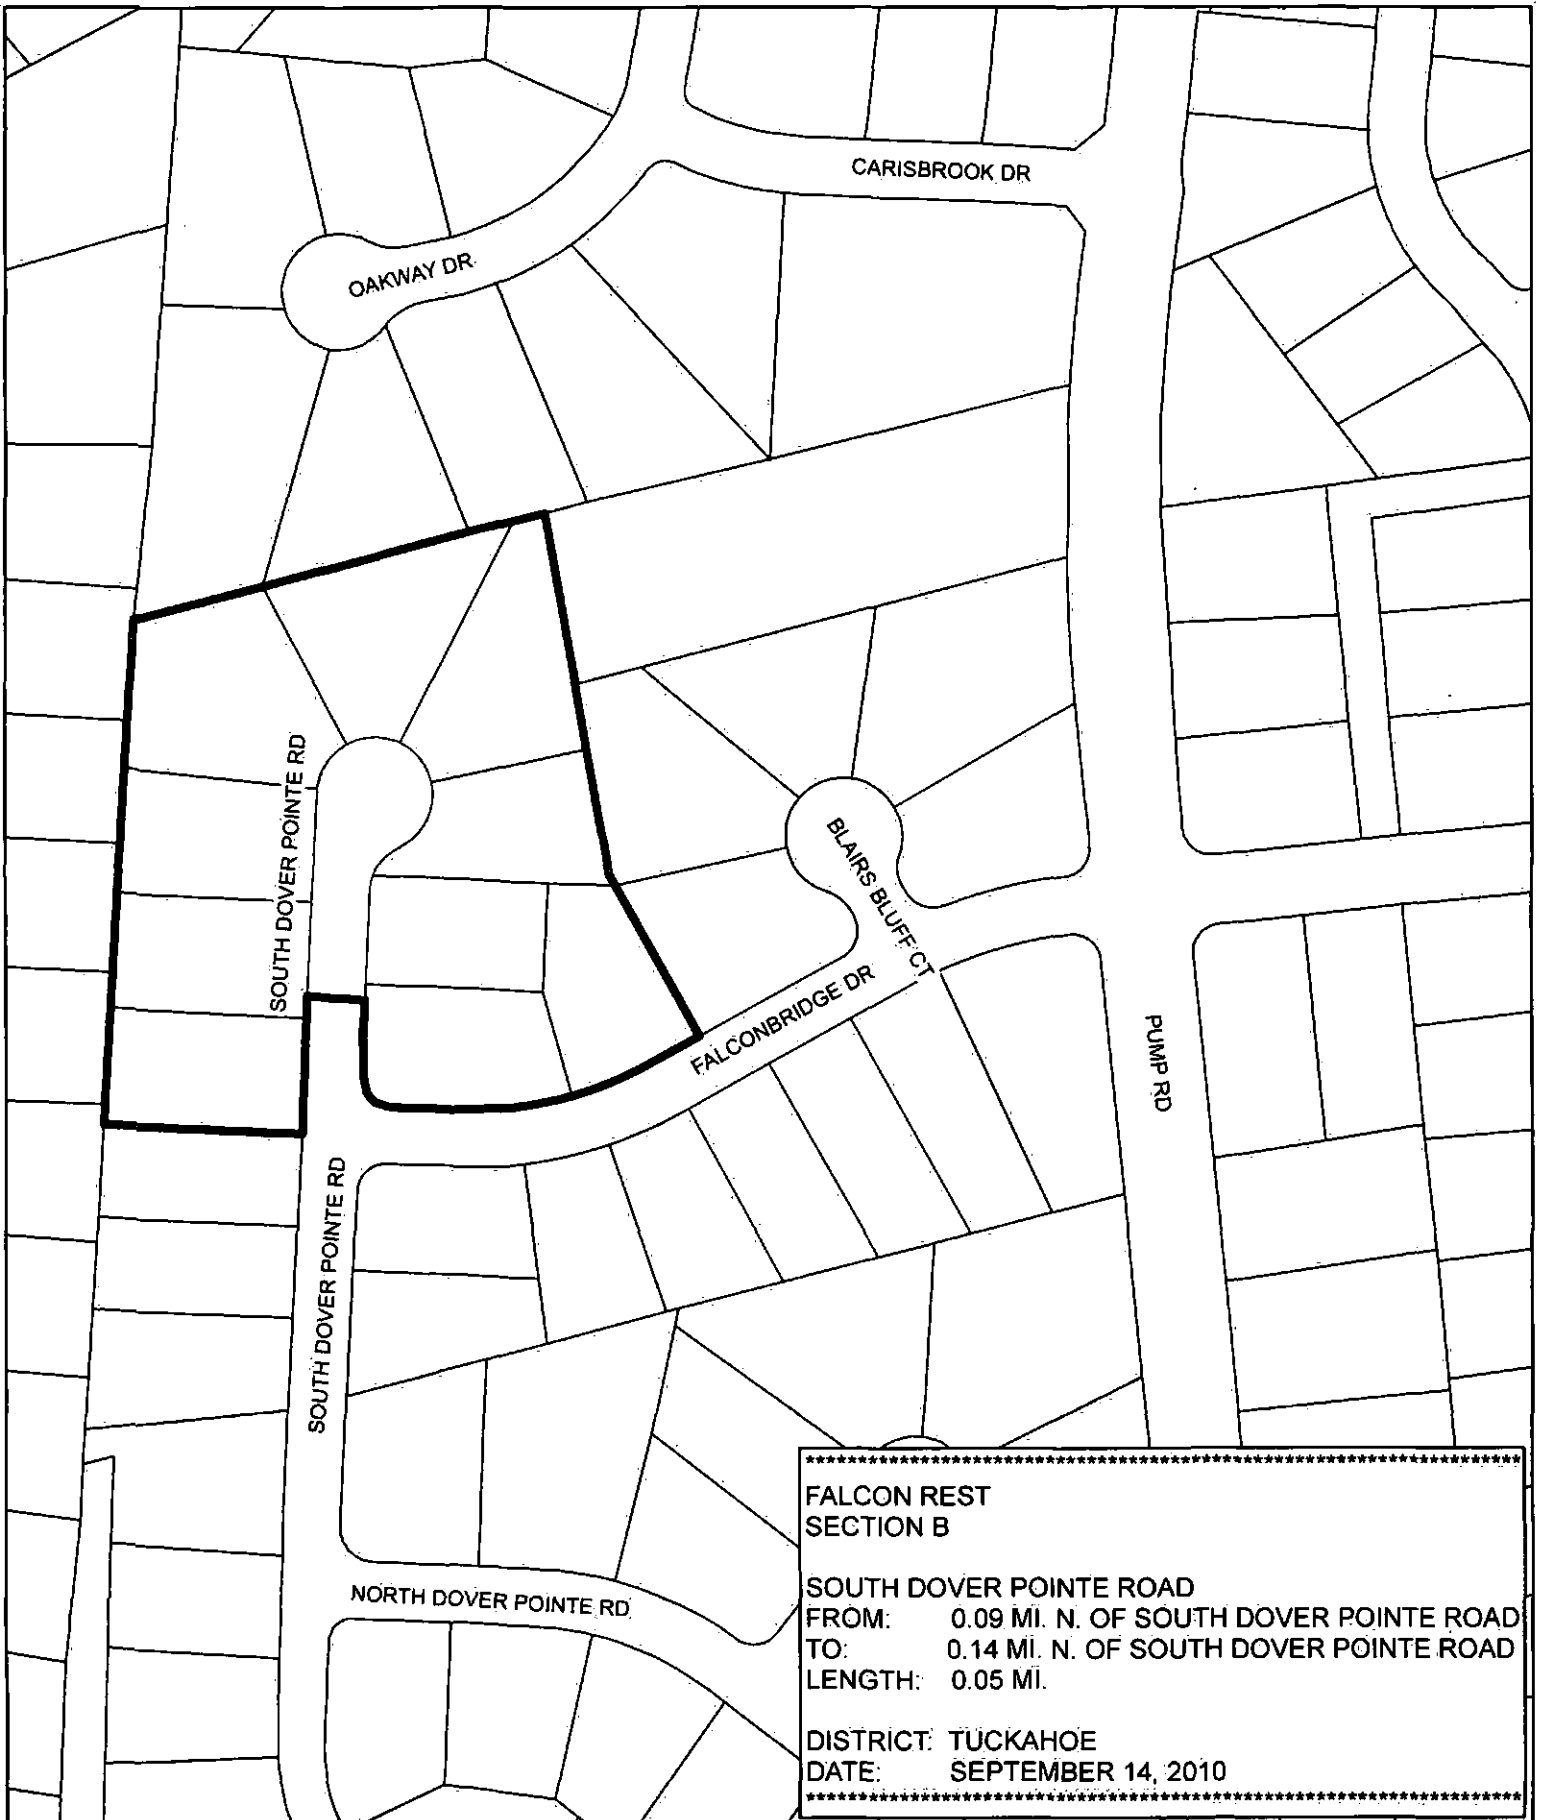 CARISBROOK DR
OAKWAY DR
SOUTH DOVER POINTE RD
BLAIRS BLUFF CT
FALCONBRIDGE DR
PUMP RD
SOUTH DOVER POINTE RD
NORTH DOVER POINTE RD
FALCON REST
SECTION B
SOUTH DOVER POINTE ROAD
FROM: 0.09 MI. N. OF SOUTH DOVER POINTE ROAD
TO: 0.14 MI. N. OF SOUTH DOVER POINTE ROAD
LENGTH: 0.05 MI.
DISTRICT: TUCKAHOE
DATE: SEPTEMBER 14, 2010